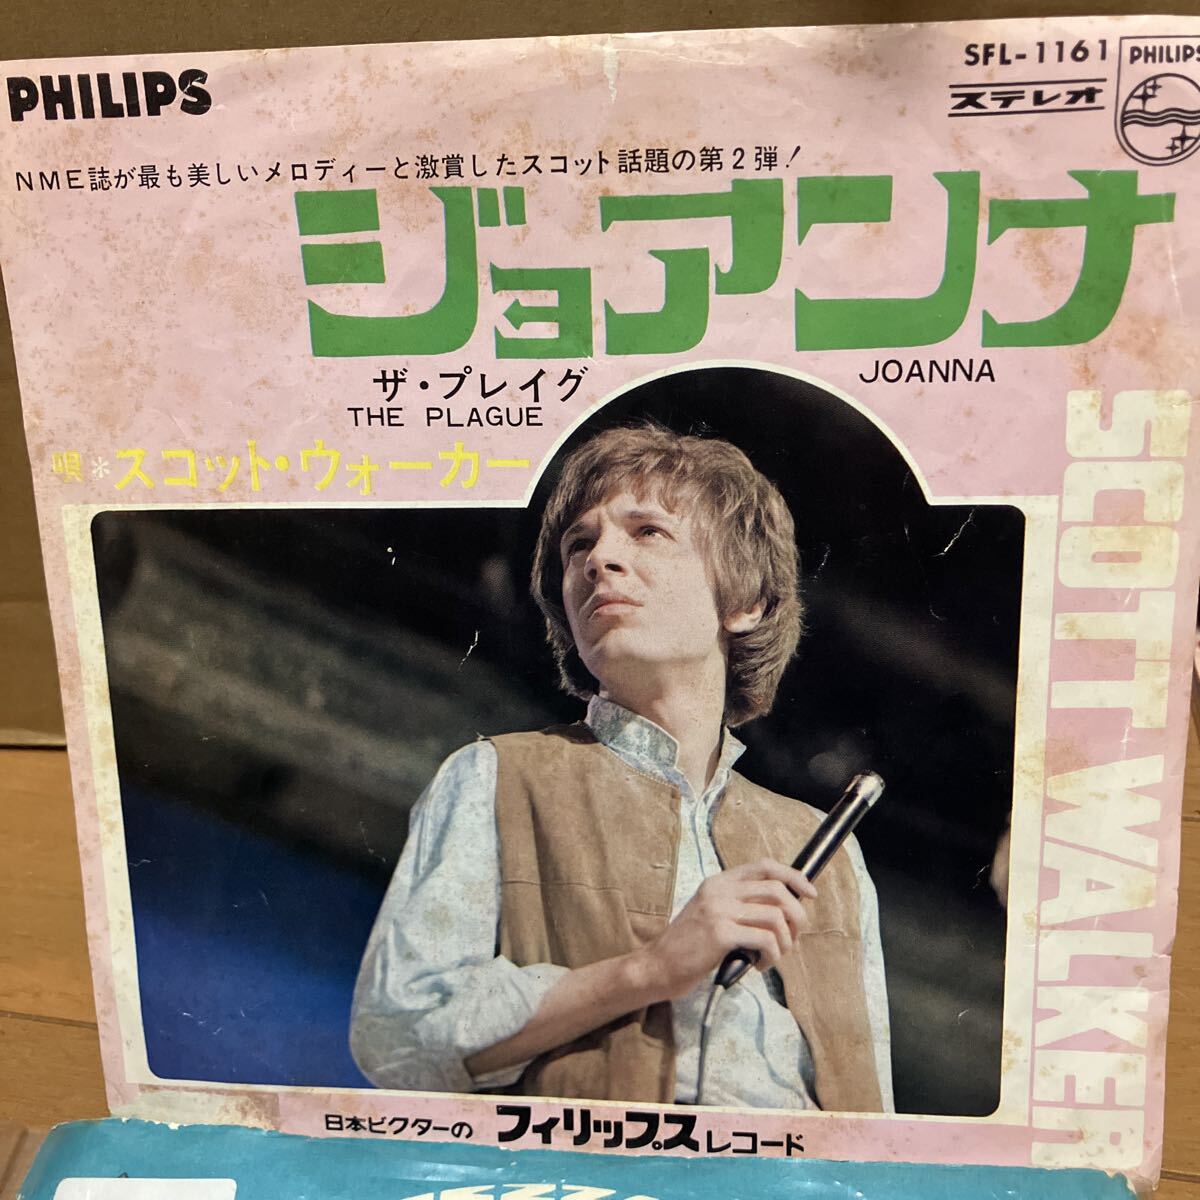 PHILIPS
SFL-1161
ステレオ
PHILIPS
NME誌が最も美しいメロディーと激賞したスコット話題の第2弾!
ジョアンナ
JOANNA
ザ・プレイグ
THE PLAGUE
唄*スコット・ウォーカー
SCOTT WALKER
日本ビクターの フィリップス レコード